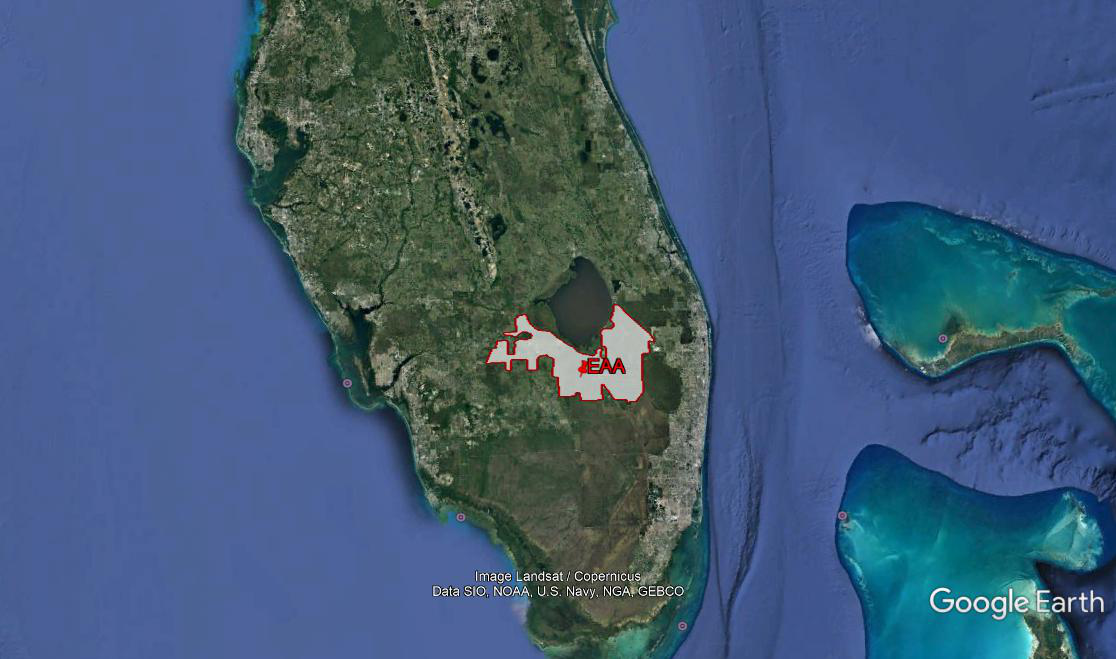 EAA
Image Landsat / Copernicus
Data SIO, NOAA, U.S. Navy, NGA, GEBCO
Google Earth